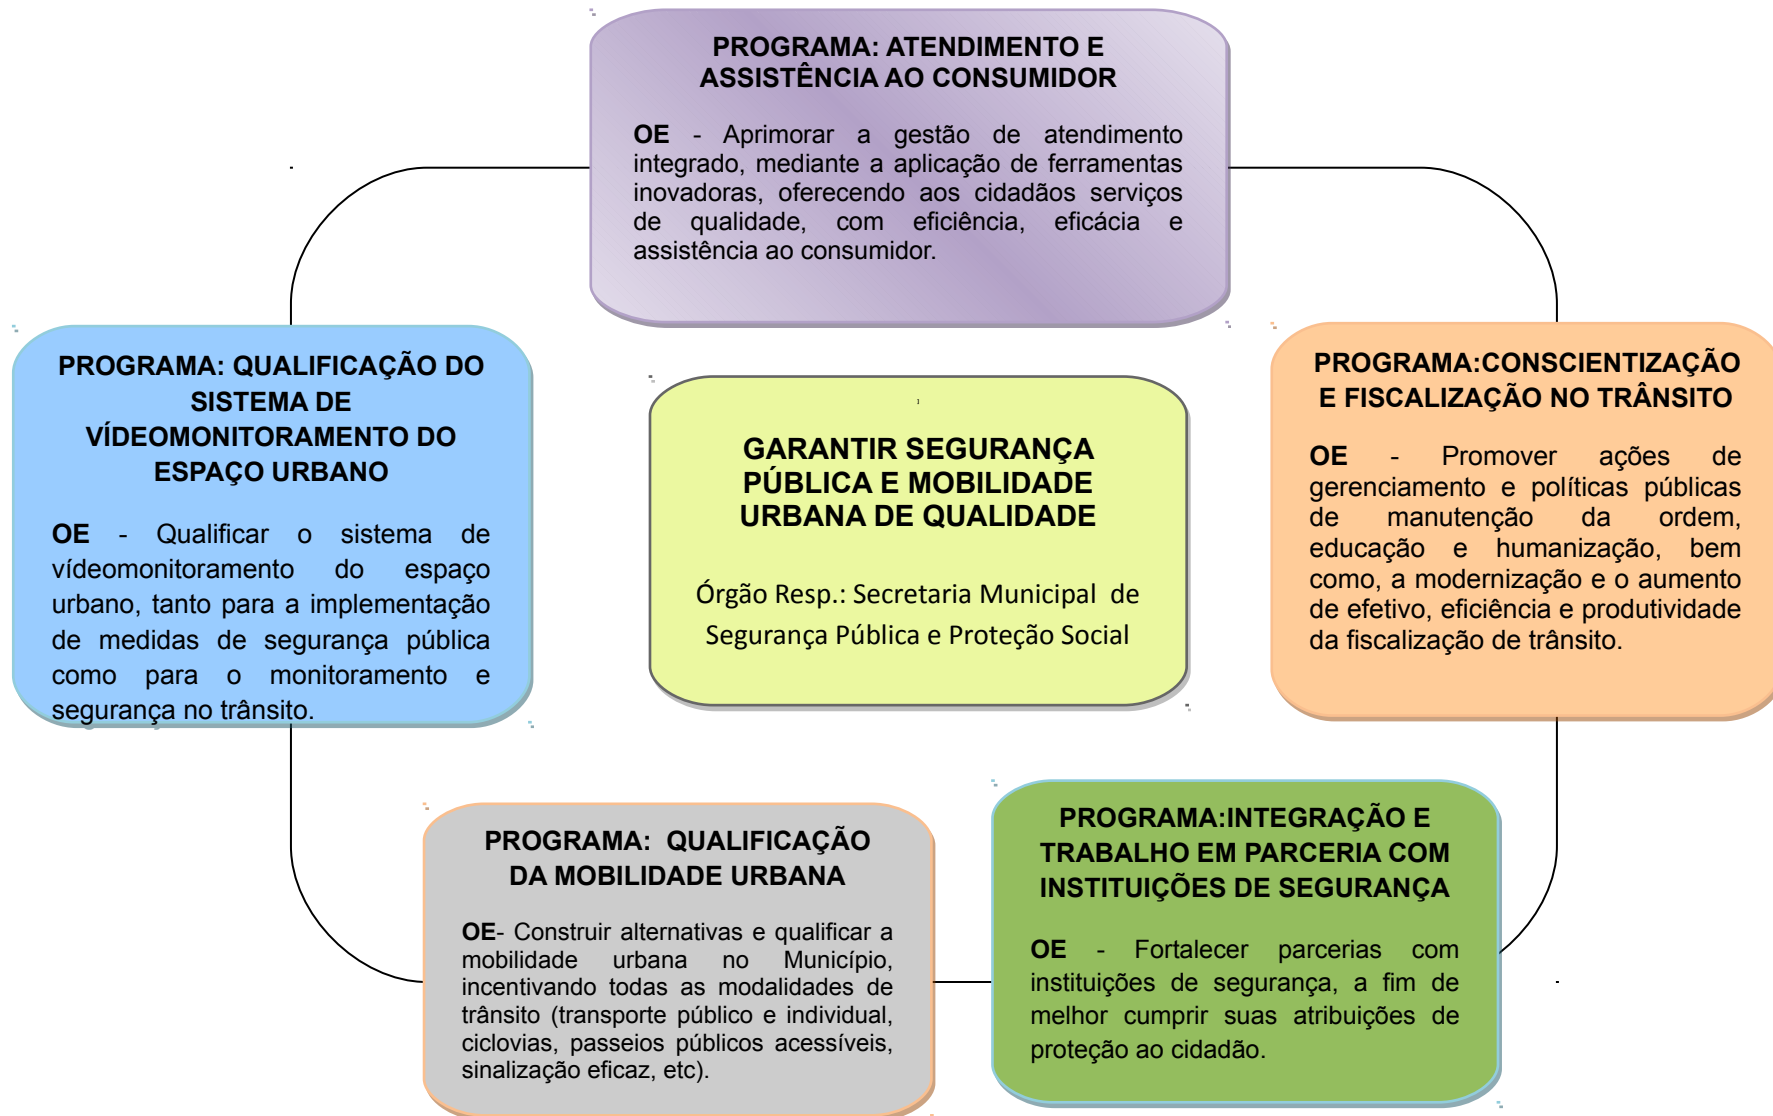 PROGRAMA: ATENDIMENTO E
ASSISTÊNCIA AO CONSUMIDOR
OE - Aprimorar a gestão de atendimento
integrado, mediante a aplicação de ferramentas
inovadoras, oferecendo aos cidadãos serviços
de qualidade, com eficiência, eficácia e
assistência ao consumidor.
PROGRAMA: QUALIFICAÇÃO DO
SISTEMA DE
VÍDEOMONITORAMENTO DO
ESPAÇO URBANO
OE - Qualificar o sistema de
vídeomonitoramento do espaço
urbano, tanto para a implementação
de medidas de segurança pública
como para o monitoramento e
segurança no trânsito.
GARANTIR SEGURANÇA
PÚBLICA E MOBILIDADE
URBANA DE QUALIDADE
Órgão Resp.: Secretaria Municipal de
Segurança Pública e Proteção Social
PROGRAMA:CONSCIENTIZAÇÃO
E FISCALIZAÇÃO NO TRÂNSITO
OE - Promover ações de
gerenciamento e políticas públicas
de manutenção da ordem,
educação e humanização, bem
como, a modernização e o aumento
de efetivo, eficiência e produtividade
da fiscalização de trânsito.
PROGRAMA: QUALIFICAÇÃO
DA MOBILIDADE URBANA
OE- Construir alternativas e qualificar a
mobilidade urbana no Município,
incentivando todas as modalidades de
trânsito (transporte público e individual,
ciclovias, passeios públicos acessíveis,
sinalização eficaz, etc).
PROGRAMA:INTEGRAÇÃO E
TRABALHO EM PARCERIA COM
INSTITUIÇÕES DE SEGURANÇA
OE - Fortalecer parcerias com
instituições de segurança, a fim de
melhor cumprir suas atribuições de
proteção ao cidadão.